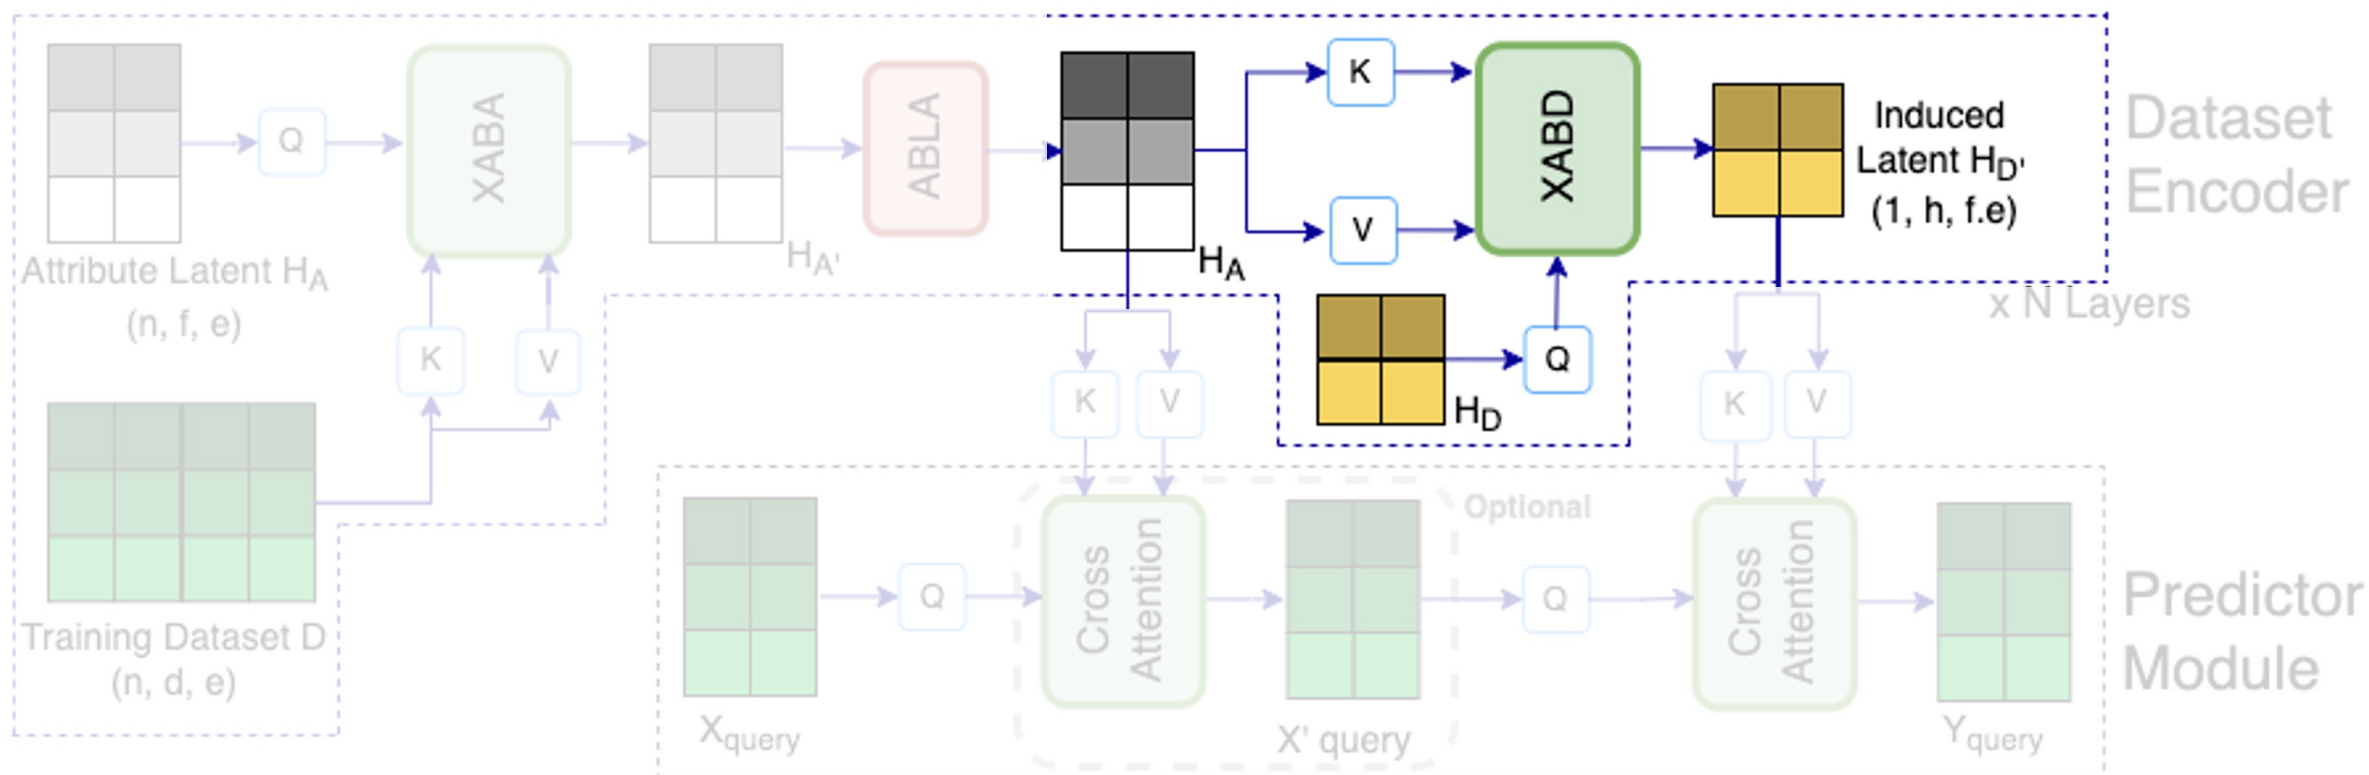 Q
XABA
ABLA
K
V
XABD
Induced
Latent HD'
(1, h, f.e)
Dataset
Encoder
HA'
HA
Attribute Latent HA
(n, f, e)
K
V
HD
Q
x N Layers
K
V
K
V
Training Dataset D
(n, d, e)
Optional
Q
Cross
Attention
Q
Cross
Attention
Predictor
Module
Xquery
X' query
Yquery